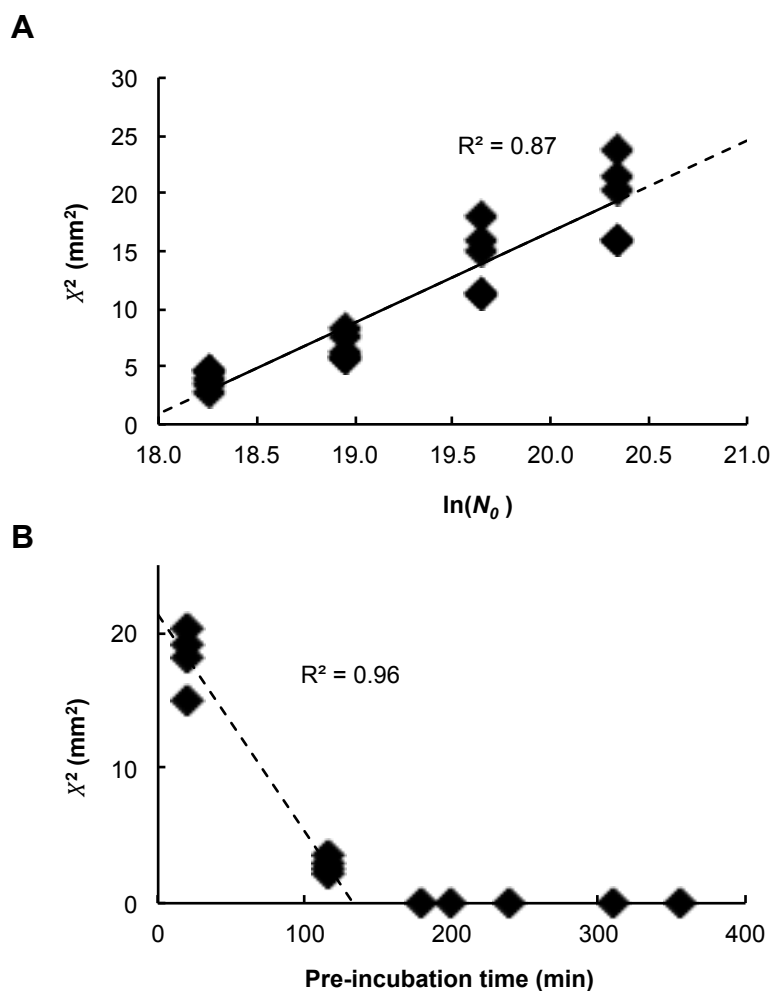 A
30
25
20
15
10
5
0
X² (mm²)
R² = 0.87
18.0 18.5 19.0 19.5 20.0 20.5 21.0
ln(N₀ )
B
20
10
0
X² (mm²)
R² = 0.96
0 100 200 300 400
Pre-incubation time (min)